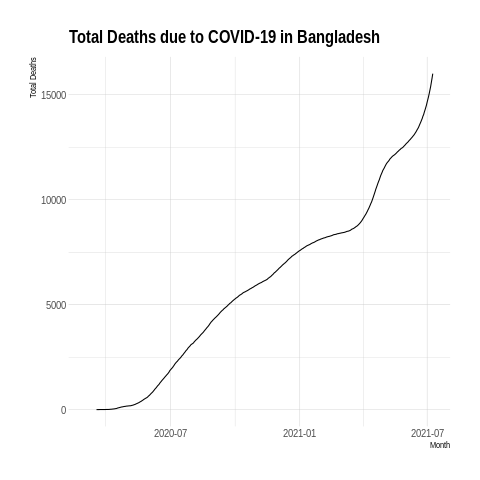 Total Deaths due to COVID-19 in Bangladesh
Total Deaths
15000
10000
5000
0
2020-07 2021-01 2021-07
Month